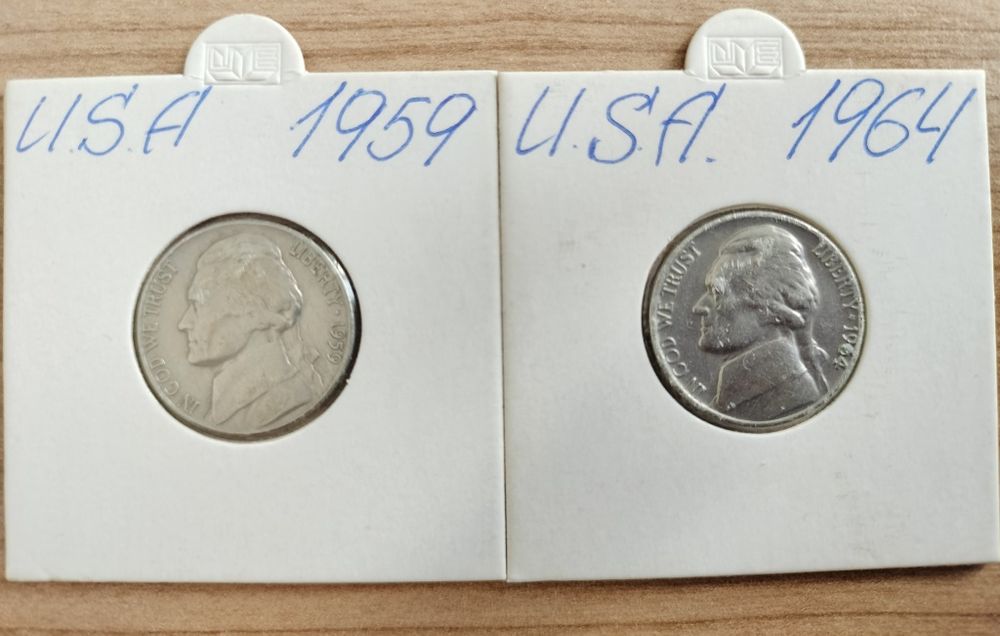 U.S.A 1959
U.S.A. 1964
IN GOD WE TRUST
LIBERTY · 1959
IN GOD WE TRUST
LIBERTY · 1964